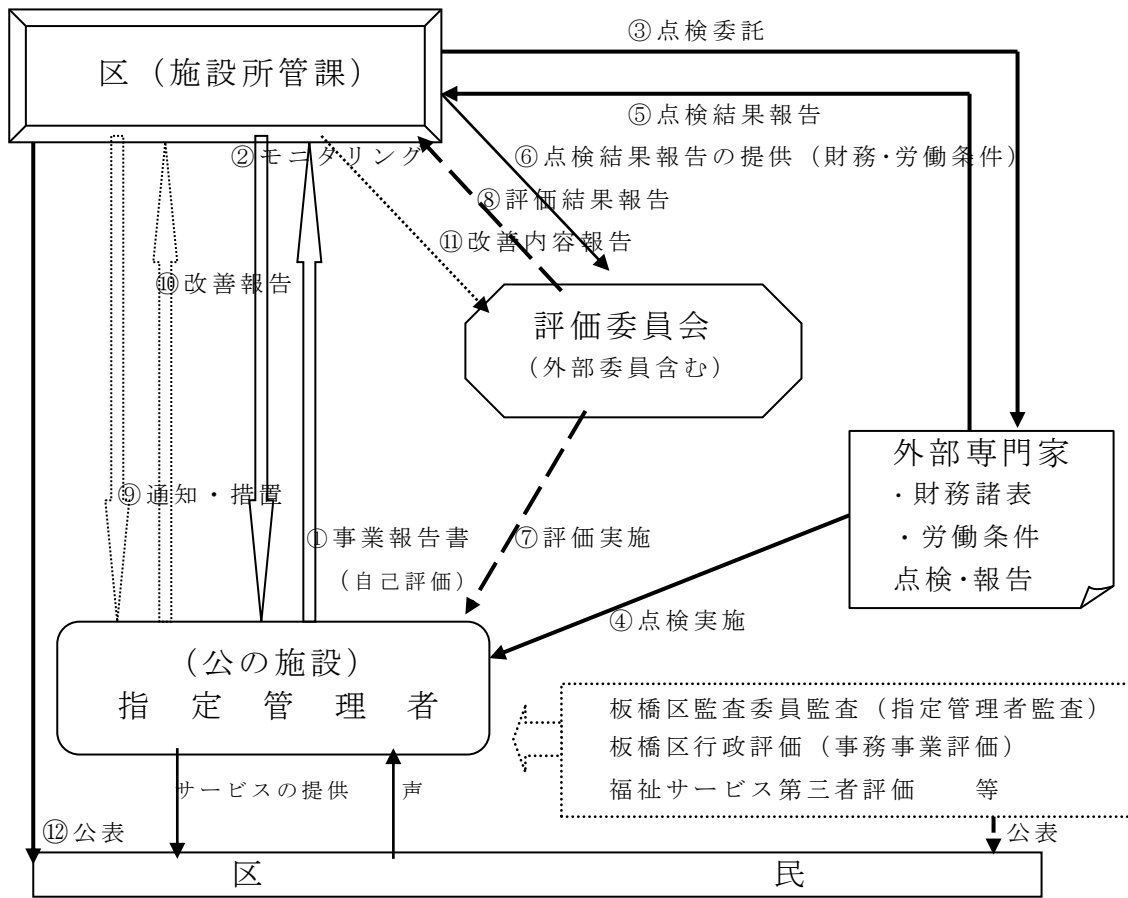 ③点検委託
区（施設所管課）
⑤点検結果報告
②モニタリング
⑥点検結果報告の提供（財務・労働条件）
⑧評価結果報告
⑪改善内容報告
⑩改善報告
評価委員会
（外部委員含む）
外部専門家
・財務諸表
・労働条件
点検・報告
⑨通知・措置
①事業報告書
（自己評価）
⑦評価実施
④点検実施
（公の施設）
指　定　管　理　者
板橋区監査委員監査（指定管理者監査）
板橋区行政評価（事務事業評価）
福祉サービス第三者評価　　等
サービスの提供　　声
⑫公表
公表
区　　　　　　　　　　　　　　民